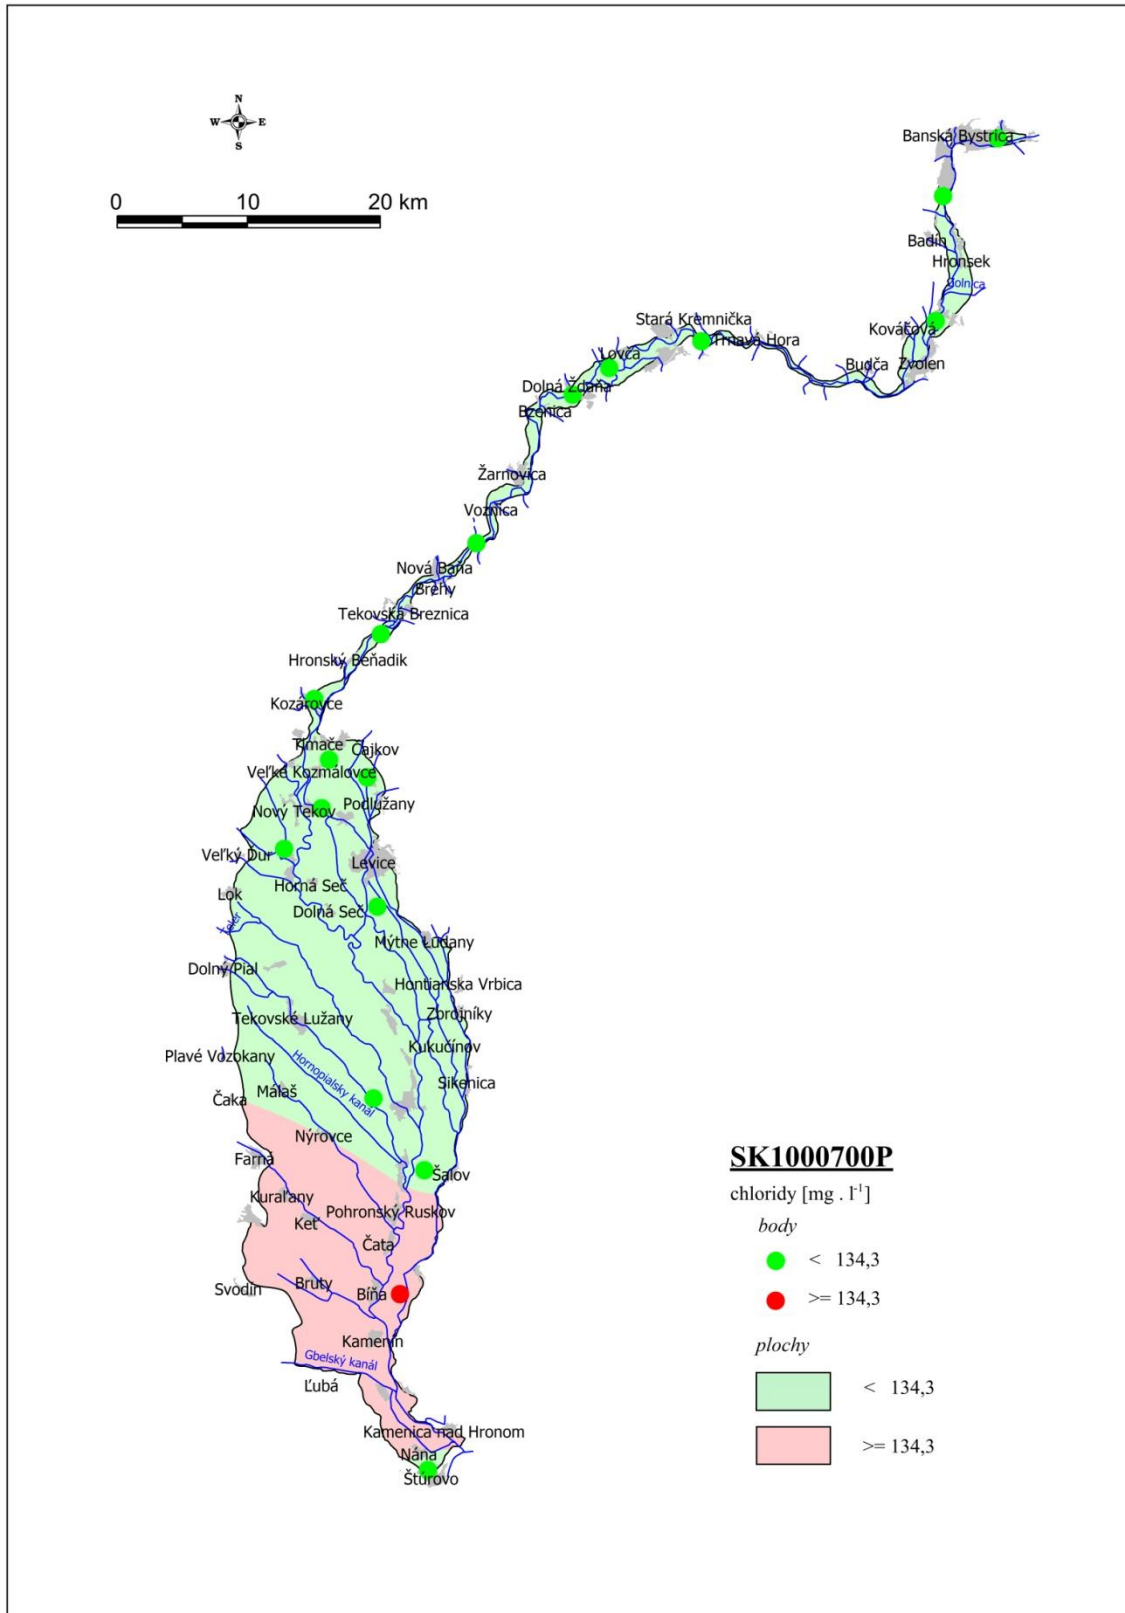 N
W E
S
0 10 20 km
Banská Bystrica
Badín
Hronsek
Kováčová
Zvolen
Budča
Stará Kremnička
Trnavá Hora
Lovča
Dolná Ždaňa
Bzenica
Žarnovica
Voznica
Nová Baňa
Brehy
Tekovská Breznica
Hronský Beňadik
Kozárovce
Tlmače
Čajkov
Veľké Kozmálovce
Nový Tekov
Podlužany
Veľký Ďur
Levice
Horná Seč
Lok
Dolná Seč
Mýtne Ludany
Dolný Pial
Hontianska Vrbica
Tekovské Lužany
Zbrojníky
Kukučínov
Plavé Vozokany
Hornopialsky kanál
Sikenica
Málaš
Čaka
Nýrovce
Farná
Šalov
Kuraľany
Pohronský Ruskov
Keť
Čata
Svodín
Bruty
Bíňa
Kamenín
Gbelský kanál
Ľubá
Kamenica nad Hronom
Nána
Štúrovo
SK1000700P
chloridy [mg . l-1]
body
< 134,3
>= 134,3
plochy
< 134,3
>= 134,3